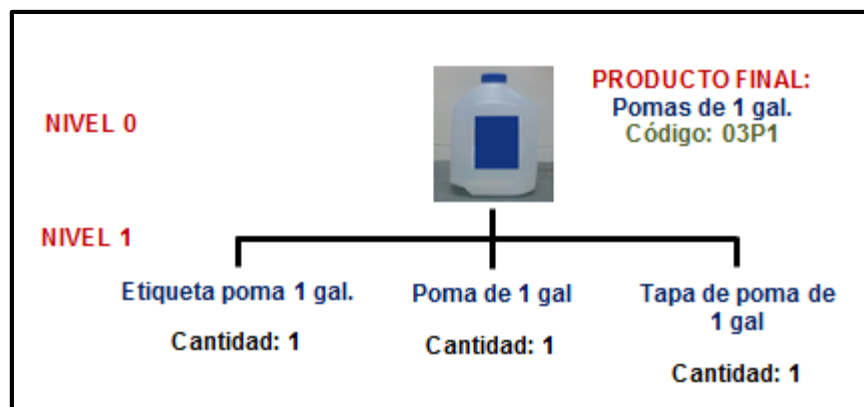 PRODUCTO FINAL:
Pomas de 1 gal.
Código: 03P1
NIVEL 0
NIVEL 1
Etiqueta poma 1 gal.
Cantidad: 1
Poma de 1 gal
Cantidad: 1
Tapa de poma de
1 gal
Cantidad: 1